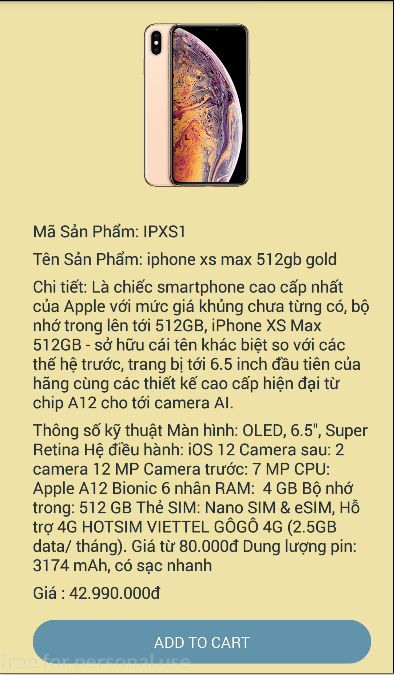 Mã Sản Phẩm: IPXS1
Tên Sản Phẩm: iphone xs max 512gb gold
Chi tiết: Là chiếc smartphone cao cấp nhất
của Apple với mức giá khủng chưa từng có, bộ
nhớ trong lên tới 512GB, iPhone XS Max
512GB - sở hữu cái tên khác biệt so với các
thế hệ trước, trang bị tới 6.5 inch đầu tiên của
hãng cùng các thiết kế cao cấp hiện đại từ
chip A12 cho tới camera AI.
Thông số kỹ thuật Màn hình: OLED, 6.5", Super
Retina Hệ điều hành: iOS 12 Camera sau: 2
camera 12 MP Camera trước: 7 MP CPU:
Apple A12 Bionic 6 nhân RAM:  4 GB Bộ nhớ
trong: 512 GB Thẻ SIM: Nano SIM & eSIM, Hỗ
trợ 4G HOTSIM VIETTEL GÔGÔ 4G (2.5GB
data/ tháng). Giá từ 80.000đ Dung lượng pin:
3174 mAh, có sạc nhanh
Giá : 42.990.000đ
ADD TO CART
free for personal use